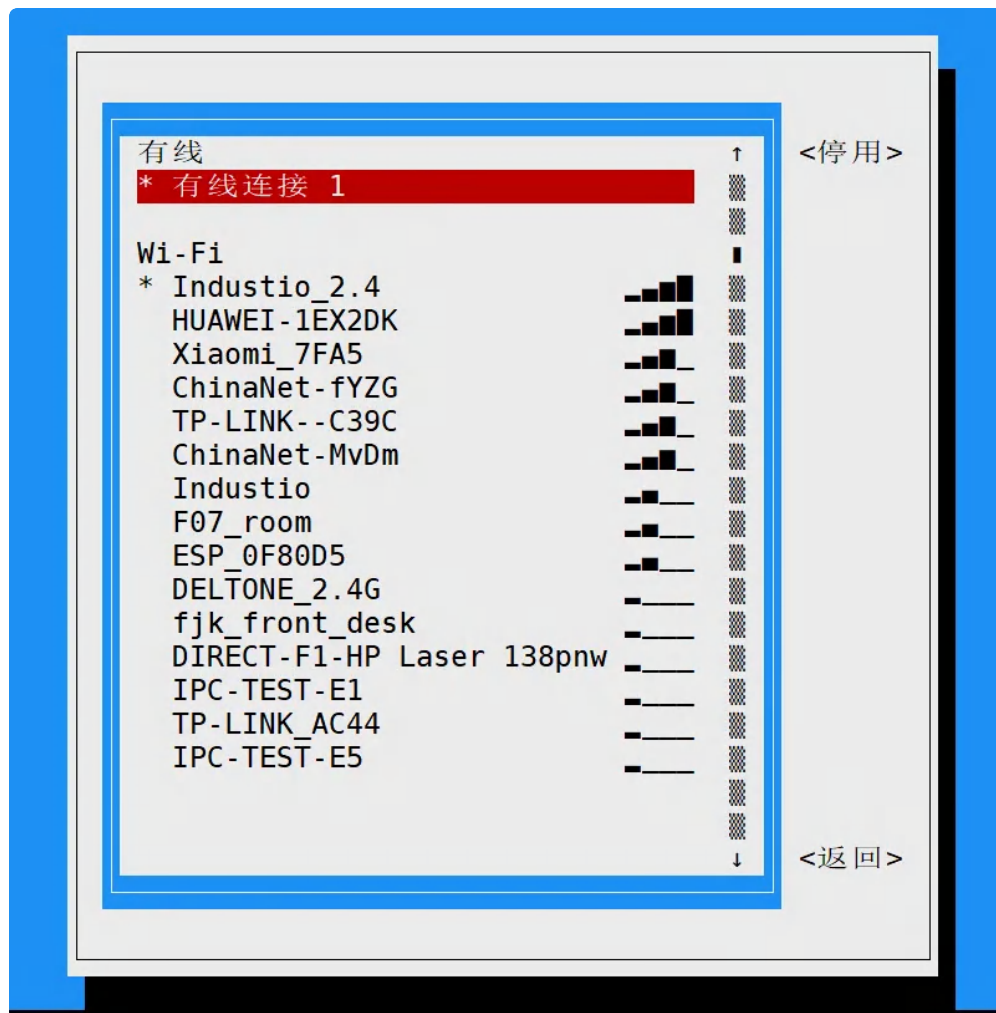 有线
<停用>
* 有线连接 1
Wi-Fi
* Industio_2.4
HUAWEI-1EX2DK
Xiaomi_7FA5
ChinaNet-fYZG
TP-LINK--C39C
ChinaNet-MvDm
Industio
F07_room
ESP_0F80D5
DELTONE_2.4G
fjk_front_desk
DIRECT-F1-HP Laser 138pnw
IPC-TEST-E1
TP-LINK_AC44
IPC-TEST-E5
<返回>